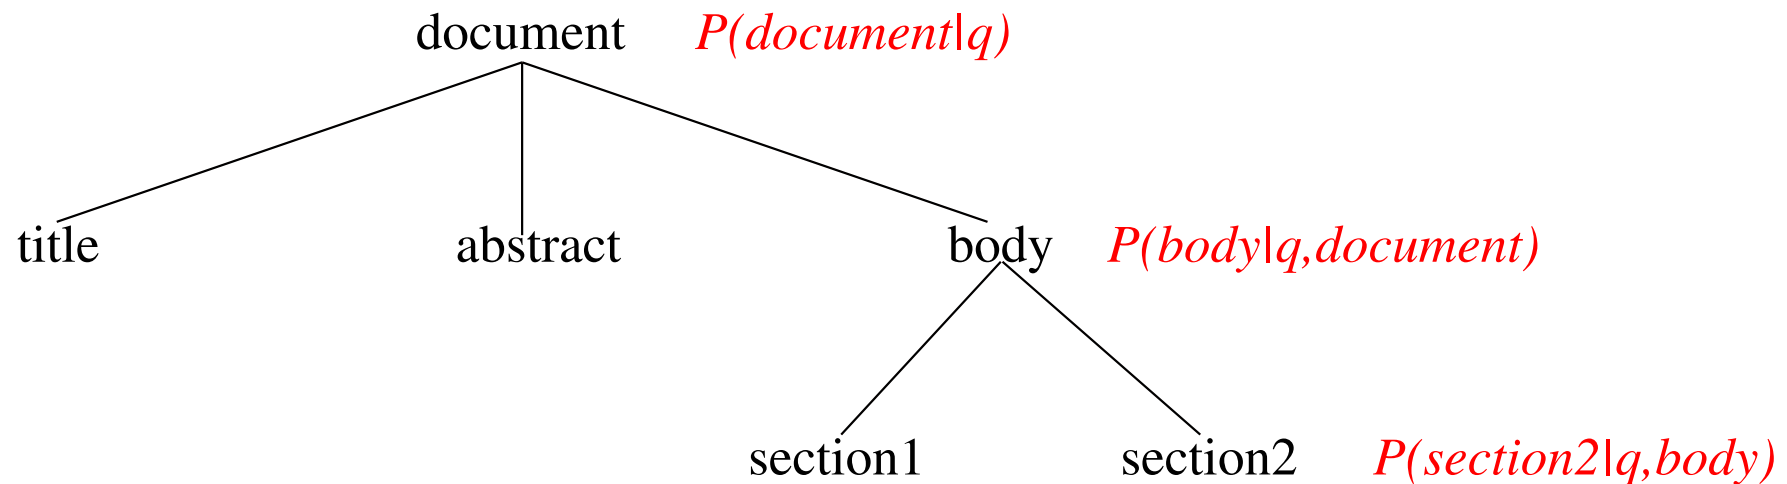 document P(document|q)
title abstract body P(body|q,document)
section1 section2 P(section2|q,body)